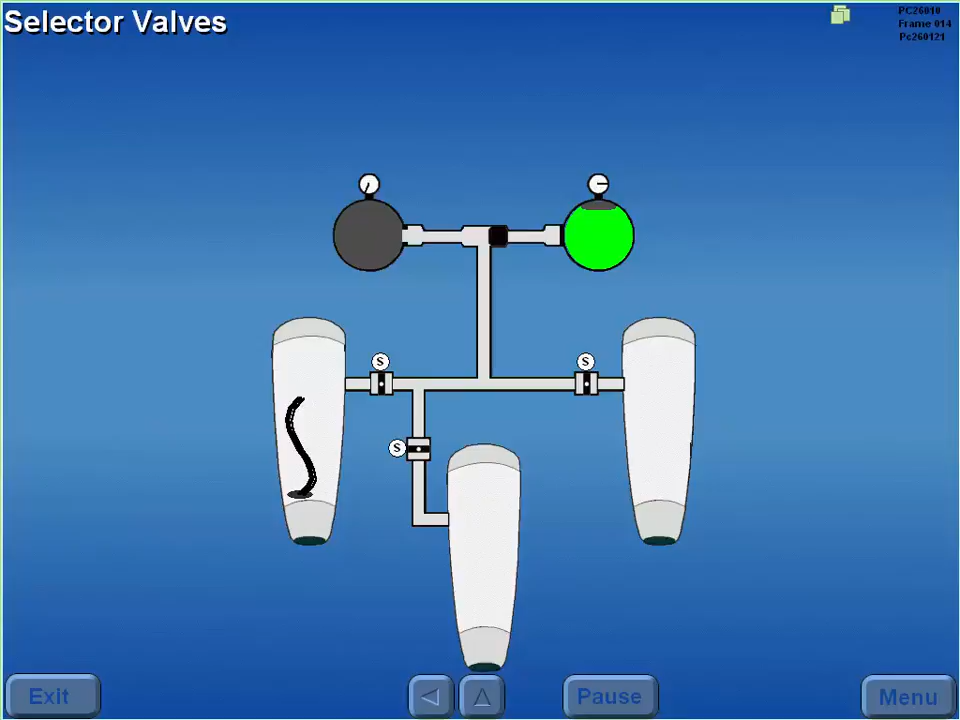 Selector Valves
PC26010
Frame 014
Pc260121
S
S
S
Exit
Pause
Menu